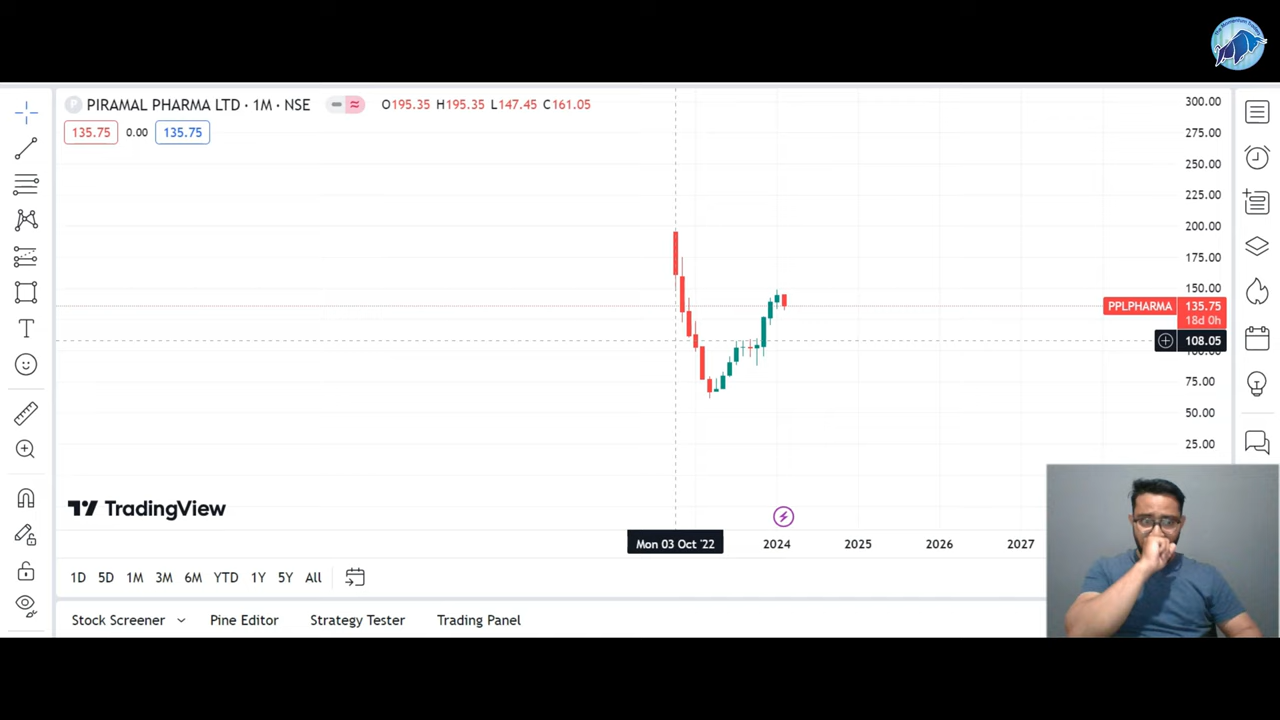 The Momentum
PIRAMAL PHARMA LTD · 1M · NSE O195.35 H195.35 L147.45 C161.05
135.75 0.00 135.75
300.00
275.00
250.00
225.00
200.00
175.00
150.00
PPLPHARMA 135.75
18d 0h
108.05
75.00
50.00
25.00
TradingView
Mon 03 Oct '22 2024 2025 2026 2027
1D 5D 1M 3M 6M YTD 1Y 5Y All
Stock Screener Pine Editor Strategy Tester Trading Panel